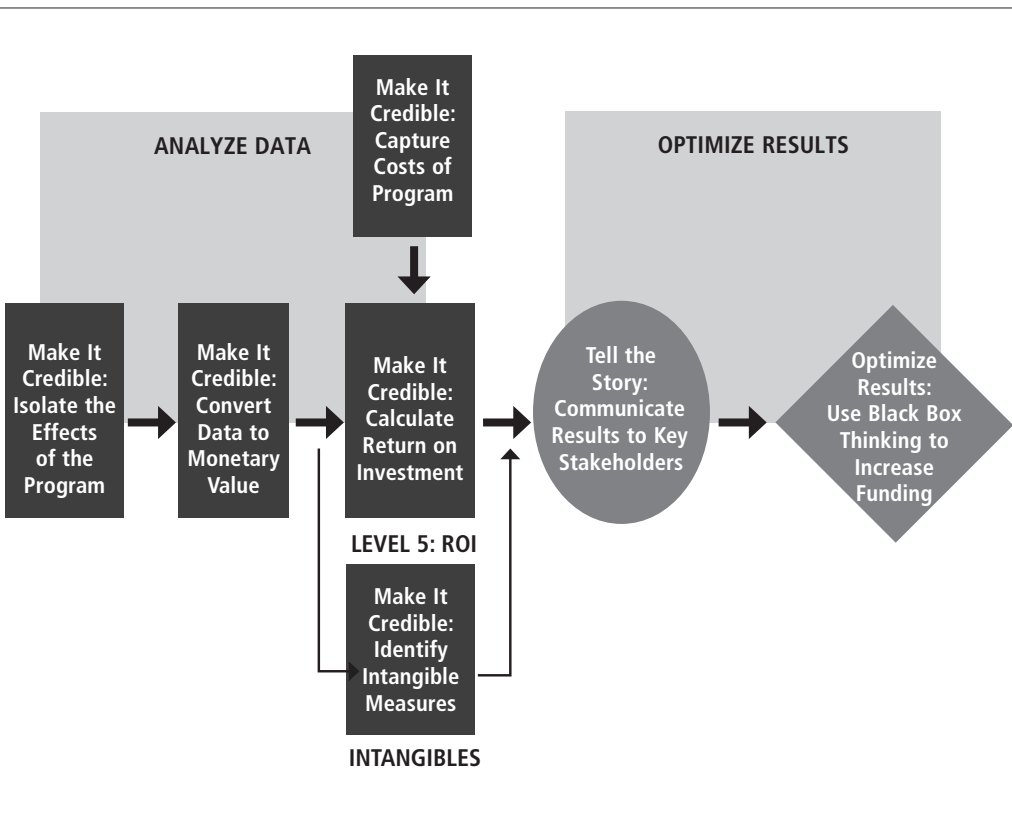 ANALYZE DATA
Make It
Credible:
Capture
Costs of
Program
OPTIMIZE RESULTS
Make It
Credible:
Isolate the
Effects
of the
Program
Make It
Credible:
Convert
Data to
Monetary
Value
Make It
Credible:
Calculate
Return on
Investment
LEVEL 5: ROI
Make It
Credible:
Identify
Intangible
Measures
INTANGIBLES
Tell the
Story:
Communicate
Results to Key
Stakeholders
Optimize
Results:
Use Black Box
Thinking to
Increase
Funding